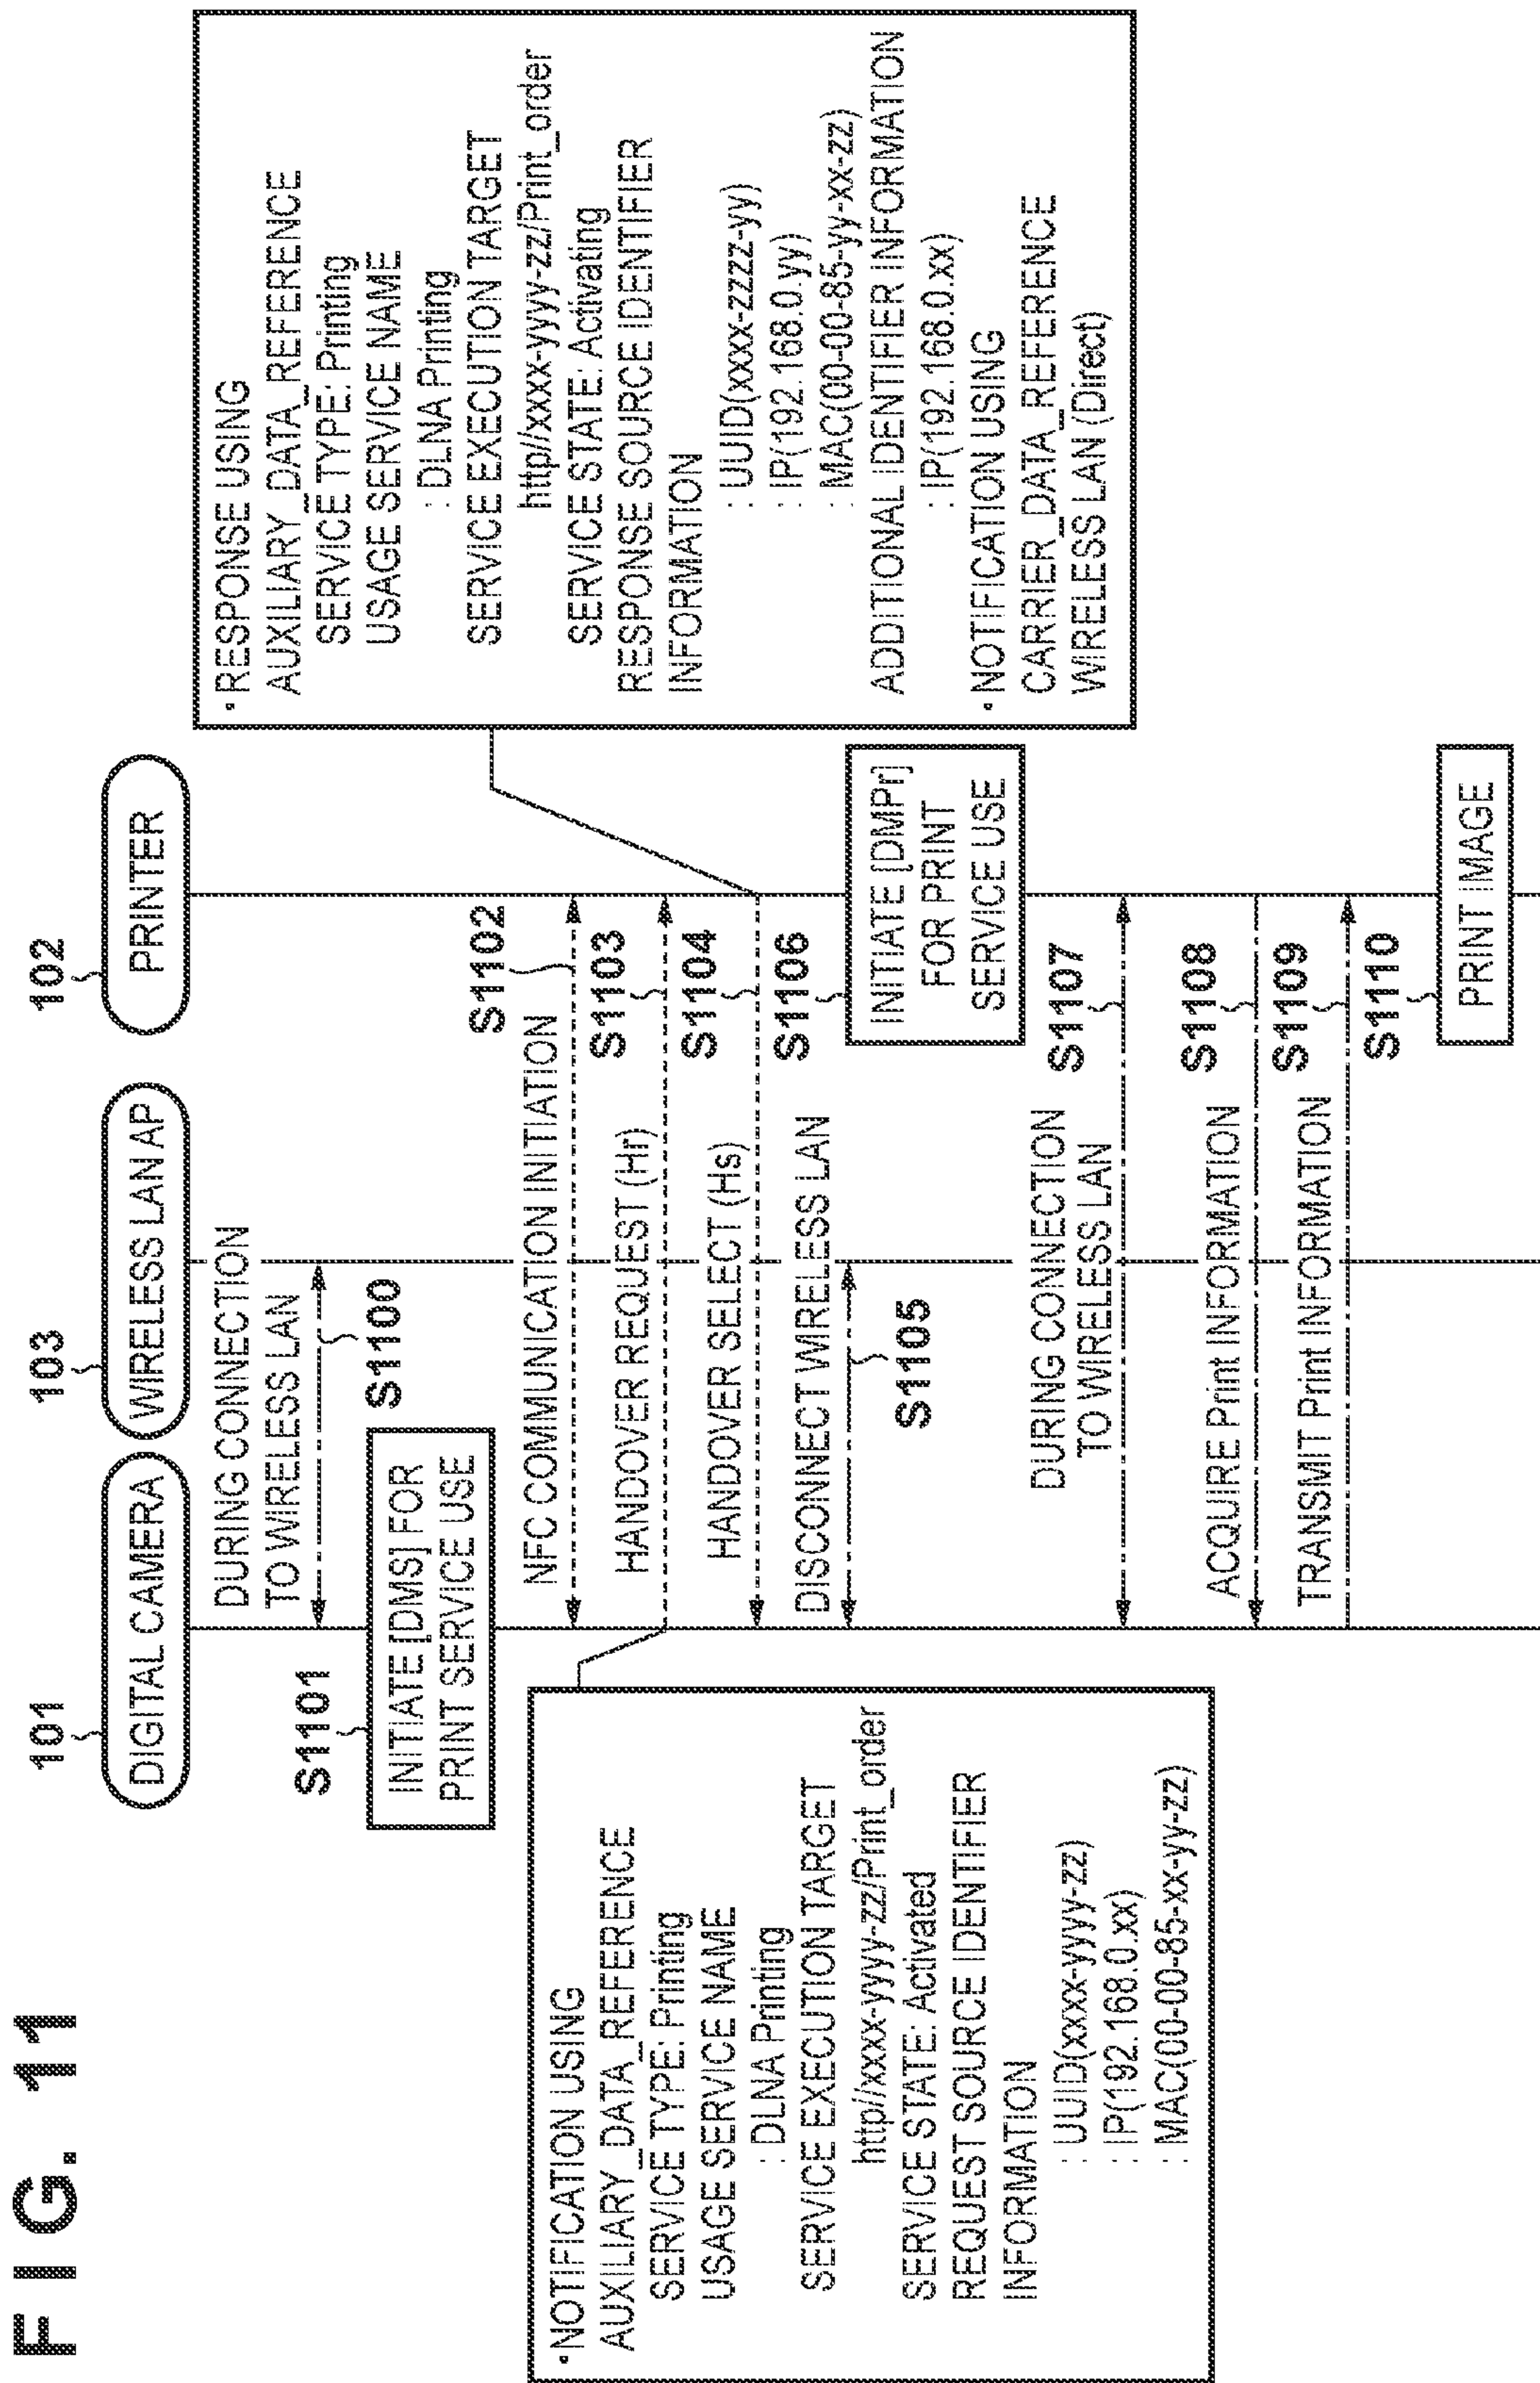 FIG. 11
101
DIGITAL CAMERA
103
WIRELESS LAN AP
102
PRINTER
DURING CONNECTION
TO WIRELESS LAN
S1100
S1101
INITIATE [DMS] FOR
PRINT SERVICE USE
NFC COMMUNICATION INITIATION
S1102
HANDOVER REQUEST (Hr)
S1103
HANDOVER SELECT (Hs)
S1104
DISCONNECT WIRELESS LAN
S1105
S1106
INITIATE [DMPr]
FOR PRINT
SERVICE USE
DURING CONNECTION
TO WIRELESS LAN
S1107
ACQUIRE Print INFORMATION
S1108
TRANSMIT Print INFORMATION
S1109
S1110
PRINT IMAGE
・NOTIFICATION USING
AUXILIARY_DATA_REFERENCE
SERVICE TYPE: Printing
USAGE SERVICE NAME
: DLNA Printing
SERVICE EXECUTION TARGET
http//xxxx-yyyy-zz/Print_order
SERVICE STATE: Activated
REQUEST SOURCE IDENTIFIER
INFORMATION
: UUID(xxxx-yyyy-zz)
: IP(192.168.0.xx)
: MAC(00-00-85-xx-yy-zz)
・RESPONSE USING
AUXILIARY_DATA_REFERENCE
SERVICE TYPE: Printing
USAGE SERVICE NAME
: DLNA Printing
SERVICE EXECUTION TARGET
http//xxxx-yyyy-zz/Print_order
SERVICE STATE: Activating
RESPONSE SOURCE IDENTIFIER
INFORMATION
: UUID(xxxx-zzzz-yy)
: IP(192.168.0.yy)
: MAC(00-00-85-yy-xx-zz)
ADDITIONAL IDENTIFIER INFORMATION
: IP(192.168.0.xx)
・NOTIFICATION USING
CARRIER_DATA_REFERENCE
WIRELESS LAN (Direct)